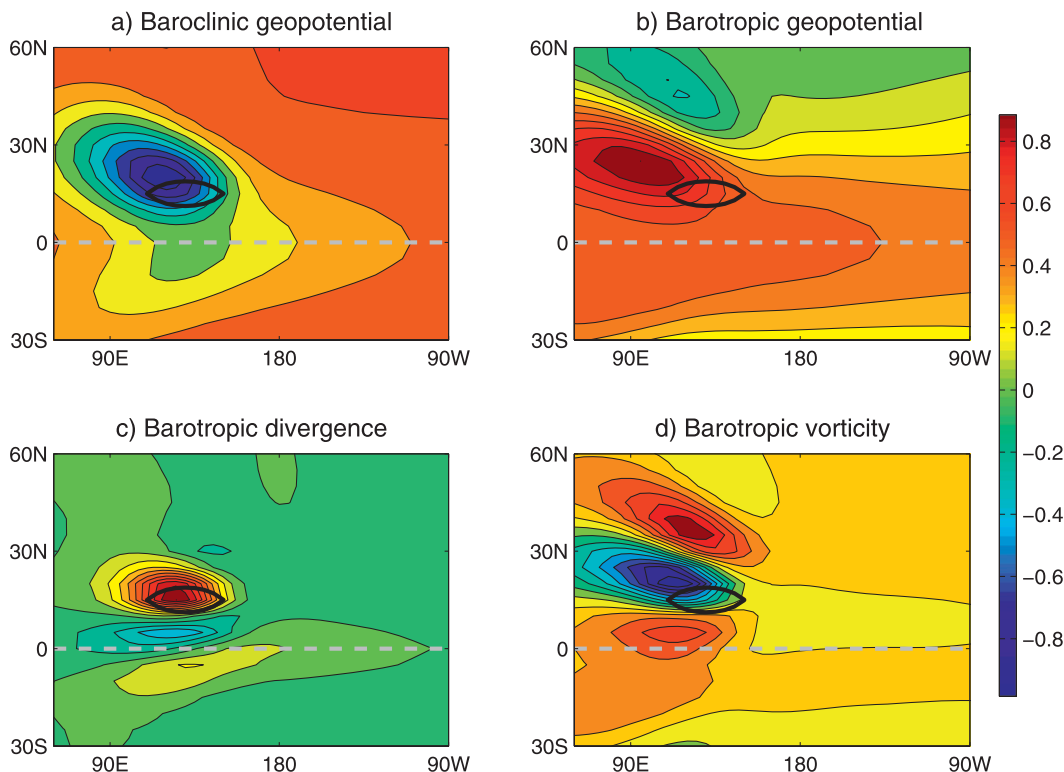 a) Baroclinic geopotential
60N
30N
0
30S
90E 180 90W
b) Barotropic geopotential
60N
30N
0
30S
90E 180 90W
c) Barotropic divergence
60N
30N
0
30S
90E 180 90W
d) Barotropic vorticity
60N
30N
0
30S
90E 180 90W
0.8
0.6
0.4
0.2
0
−0.2
−0.4
−0.6
−0.8